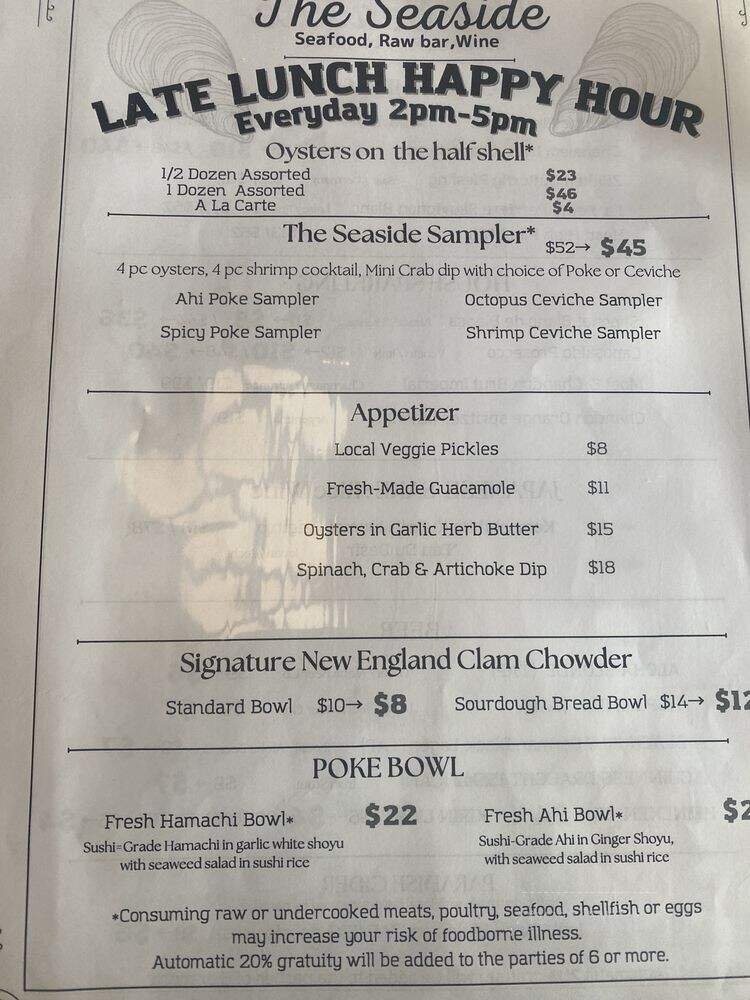 The Seaside
Seafood, Raw bar,Wine
LATE LUNCH HAPPY HOUR
Everyday 2pm-5pm
Oysters on the half shell*
1/2 Dozen Assorted $23
1 Dozen Assorted $46
A La Carte $4
The Seaside Sampler* $52→ $45
4 pc oysters, 4 pc shrimp cocktail, Mini Crab dip with choice of Poke or Ceviche
Ahi Poke Sampler Octopus Ceviche Sampler
Spicy Poke Sampler Shrimp Ceviche Sampler
Appetizer
Local Veggie Pickles $8
Fresh-Made Guacamole $11
Oysters in Garlic Herb Butter $15
Spinach, Crab & Artichoke Dip $18
Signature New England Clam Chowder
Standard Bowl $10→ $8 Sourdough Bread Bowl $14→ $12
POKE BOWL
Fresh Hamachi Bowl* $22 Fresh Ahi Bowl*
Sushi-Grade Hamachi in garlic white shoyu Sushi-Grade Ahi in Ginger Shoyu,
with seaweed salad in sushi rice with seaweed salad in sushi rice
*Consuming raw or undercooked meats, poultry, seafood, shellfish or eggs
may increase your risk of foodborne illness.
Automatic 20% gratuity will be added to the parties of 6 or more.